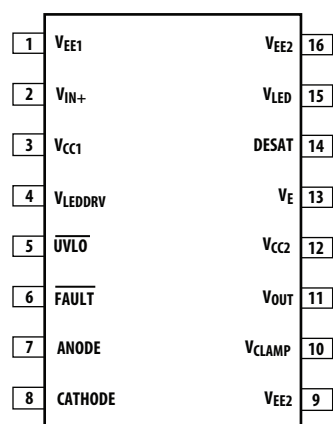 1 VEE1 VEE2 16
2 VIN+ VLED 15
3 VCC1 DESAT 14
4 VLEDDRV VE 13
5 UVLO VCC2 12
6 FAULT VOUT 11
7 ANODE VCLAMP 10
8 CATHODE VEE2 9